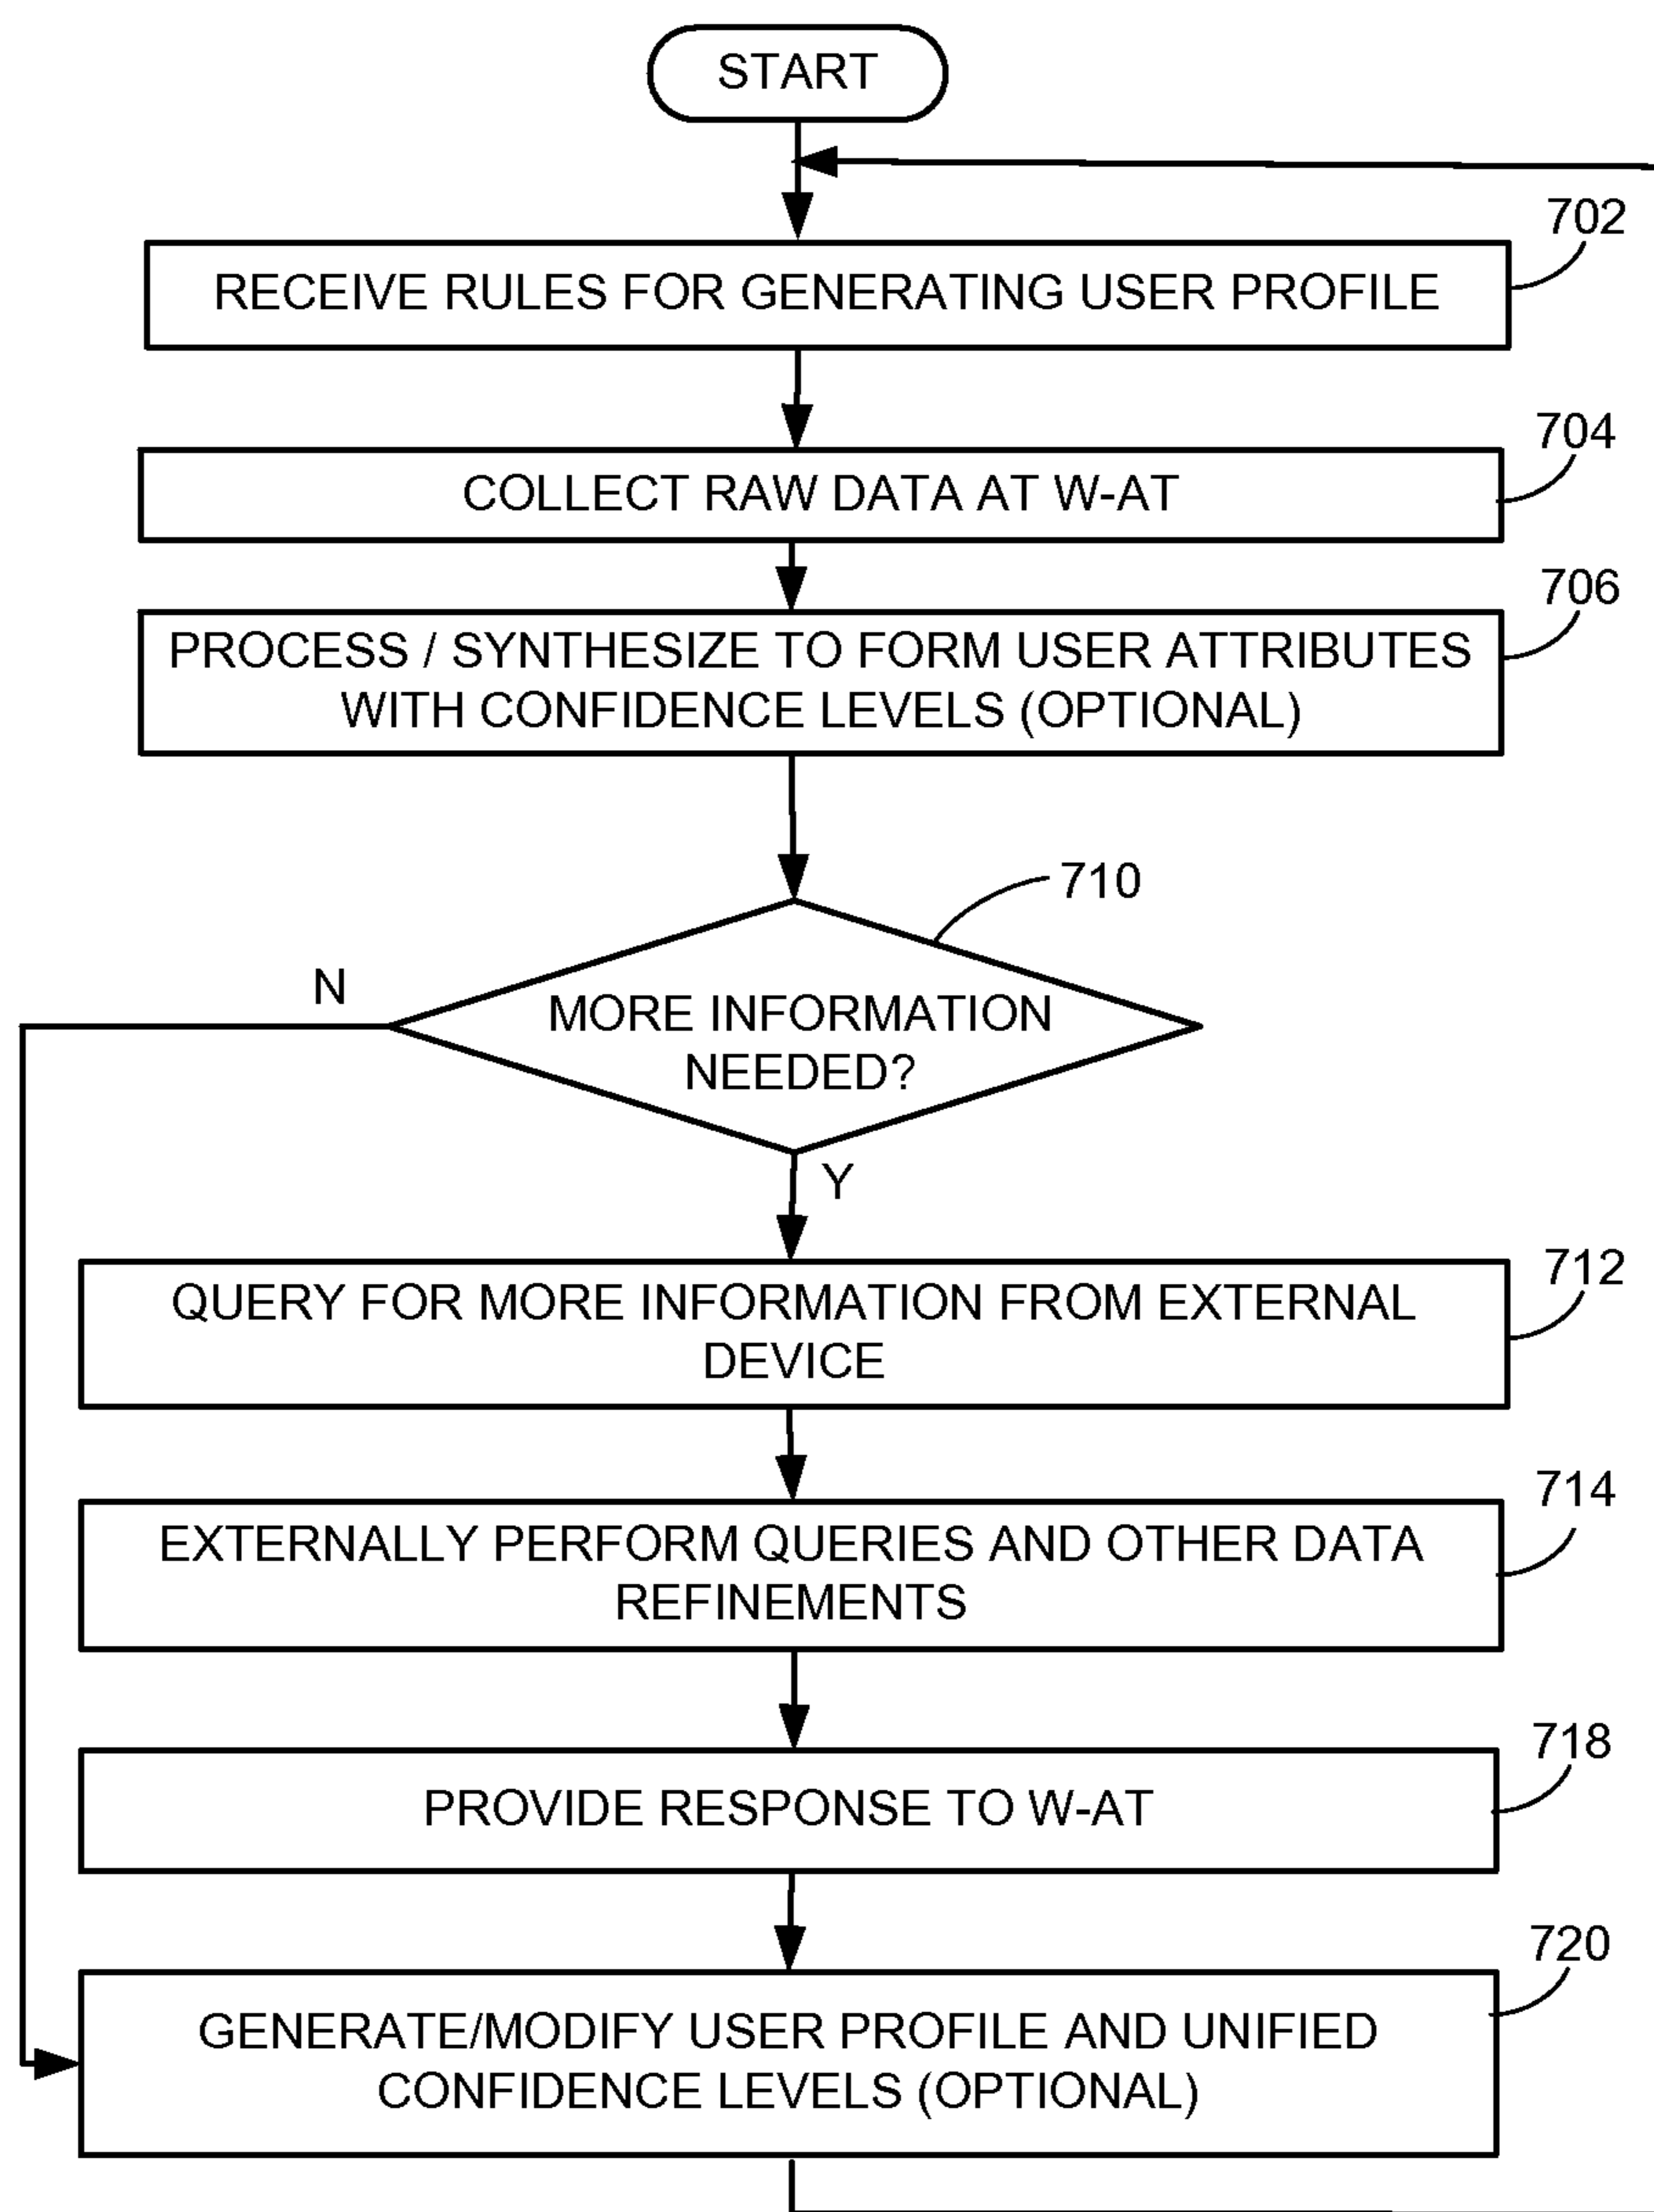 START
702
RECEIVE RULES FOR GENERATING USER PROFILE
704
COLLECT RAW DATA AT W-AT
706
PROCESS / SYNTHESIZE TO FORM USER ATTRIBUTES
WITH CONFIDENCE LEVELS (OPTIONAL)
710
N
MORE INFORMATION
NEEDED?
Y
712
QUERY FOR MORE INFORMATION FROM EXTERNAL
DEVICE
714
EXTERNALLY PERFORM QUERIES AND OTHER DATA
REFINEMENTS
718
PROVIDE RESPONSE TO W-AT
720
GENERATE/MODIFY USER PROFILE AND UNIFIED
CONFIDENCE LEVELS (OPTIONAL)